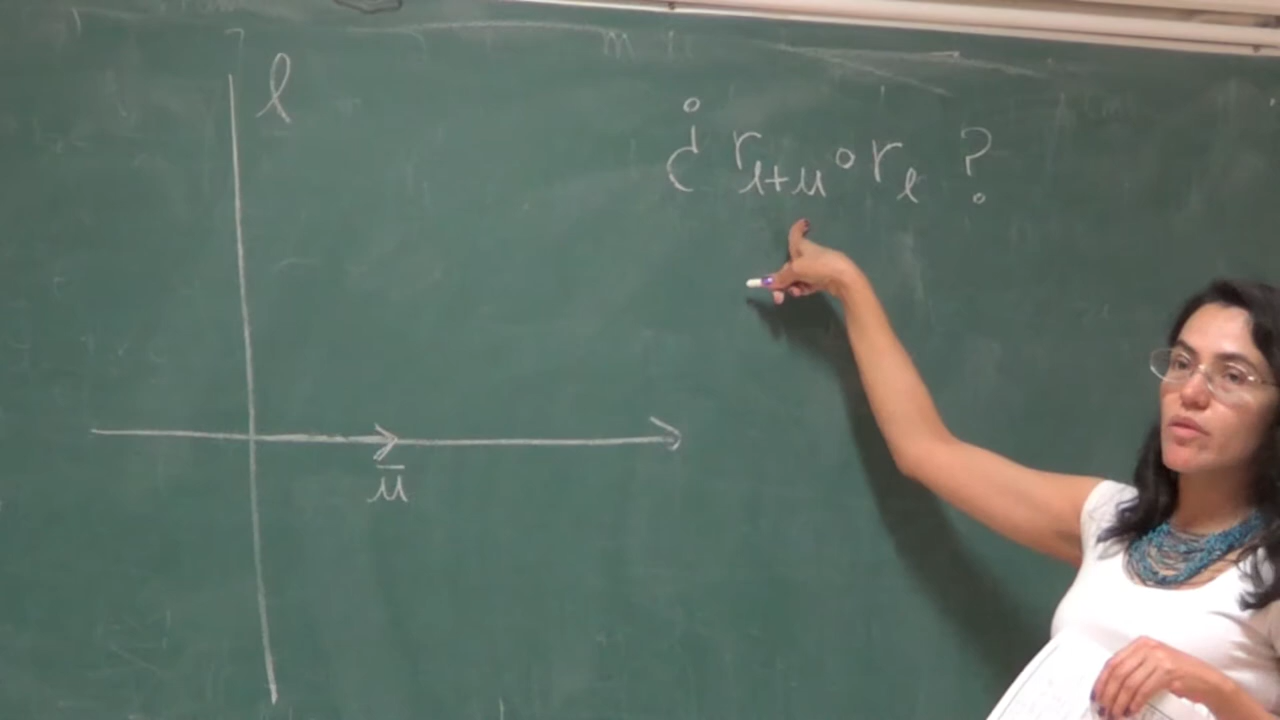 ℓ
¿ r_{ℓ+u} ∘ r_ℓ ?
ū